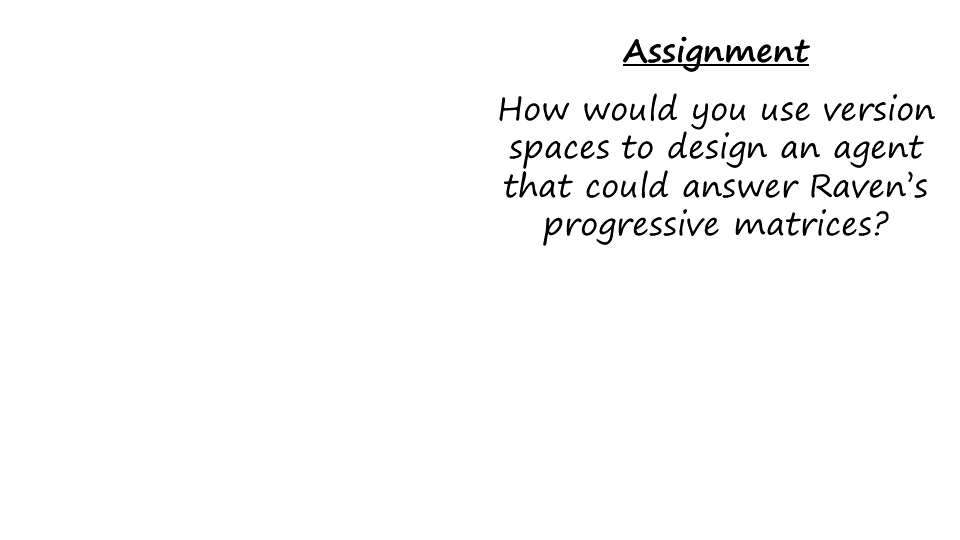 Assignment
How would you use version
spaces to design an agent
that could answer Raven’s
progressive matrices?